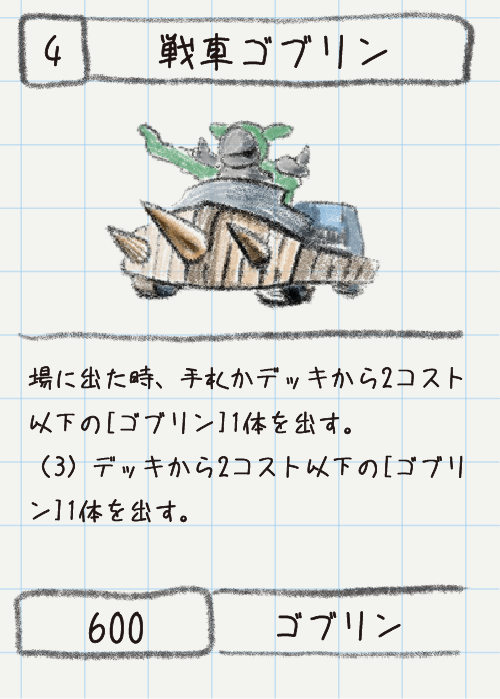 4
戦車ゴブリン
場に出た時、手札かデッキから2コスト
以下の[ゴブリン]1体を出す。
（3）デッキから2コスト以下の[ゴブリ
ン]1体を出す。
600
ゴブリン